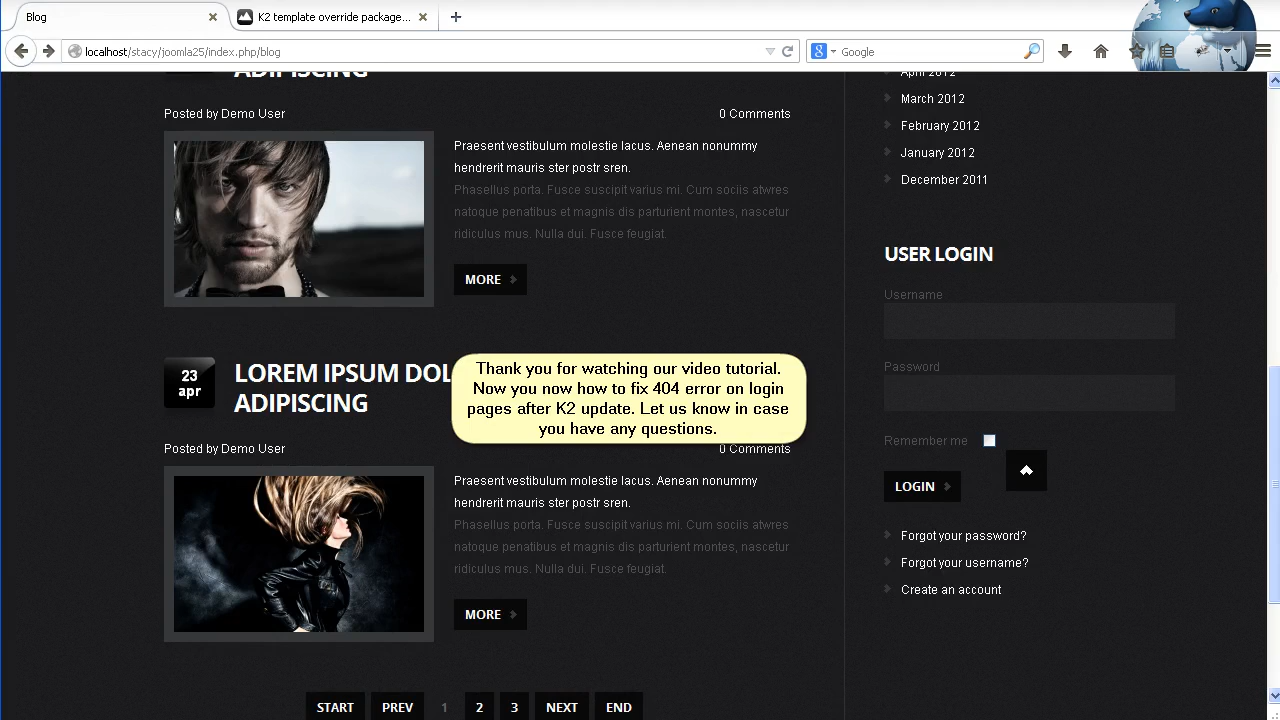 Blog
K2 template override package...
localhost/stacy/joomla25/index.php/blog
Google
ADIPISCING
Posted by Demo User
0 Comments
Praesent vestibulum molestie lacus. Aenean nonummy
hendrerit mauris ster postr sren.
Phasellus porta. Fusce suscipit varius mi. Cum sociis atwres
natoque penatibus et magnis dis parturient montes, nascetur
ridiculus mus. Nulla dui. Fusce feugiat.
MORE
23
apr
LOREM IPSUM DOL
ADIPISCING
Thank you for watching our video tutorial.
Now you now how to fix 404 error on login
pages after K2 update. Let us know in case
you have any questions.
Posted by Demo User
0 Comments
Praesent vestibulum molestie lacus. Aenean nonummy
hendrerit mauris ster postr sren.
Phasellus porta. Fusce suscipit varius mi. Cum sociis atwres
natoque penatibus et magnis dis parturient montes, nascetur
ridiculus mus. Nulla dui. Fusce feugiat.
MORE
START PREV 1 2 3 NEXT END
April 2012
March 2012
February 2012
January 2012
December 2011
USER LOGIN
Username
Password
Remember me
LOGIN
Forgot your password?
Forgot your username?
Create an account